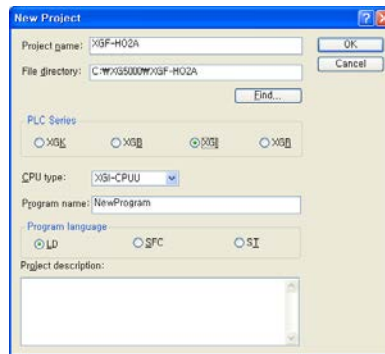 New Project
Project name: XGF-HO2A
OK
File directory: C:₩XG5000₩XGF-HO2A
Cancel
Find...
PLC Series
XGK XGB XGI XGR
CPU type: XGI-CPUU
Program name: NewProgram
Program language
LD SFC ST
Project description: